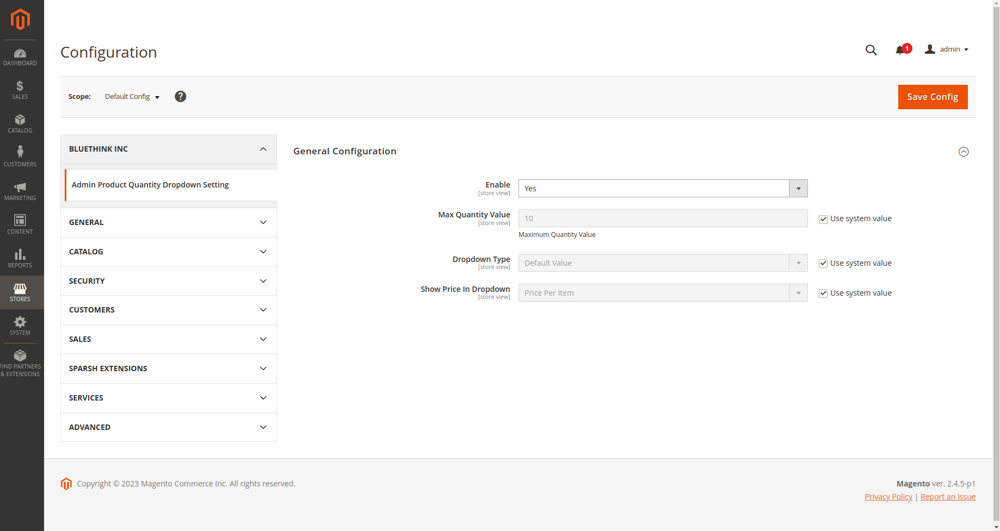 DASHBOARD
SALES
CATALOG
CUSTOMERS
MARKETING
CONTENT
REPORTS
STORES
SYSTEM
FIND PARTNERS
& EXTENSIONS
Configuration
1
admin
Scope:
Default Config
?
Save Config
BLUETHINK INC
Admin Product Quantity Dropdown Setting
GENERAL
CATALOG
SECURITY
CUSTOMERS
SALES
SPARSH EXTENSIONS
SERVICES
ADVANCED
General Configuration
Enable
[store view]
Yes
Max Quantity Value
[store view]
10
Use system value
Maximum Quantity Value
Dropdown Type
[store view]
Default Value
Use system value
Show Price In Dropdown
[store view]
Price Per Item
Use system value
Copyright © 2023 Magento Commerce Inc. All rights reserved.
Magento ver. 2.4.5-p1
Privacy Policy | Report an Issue